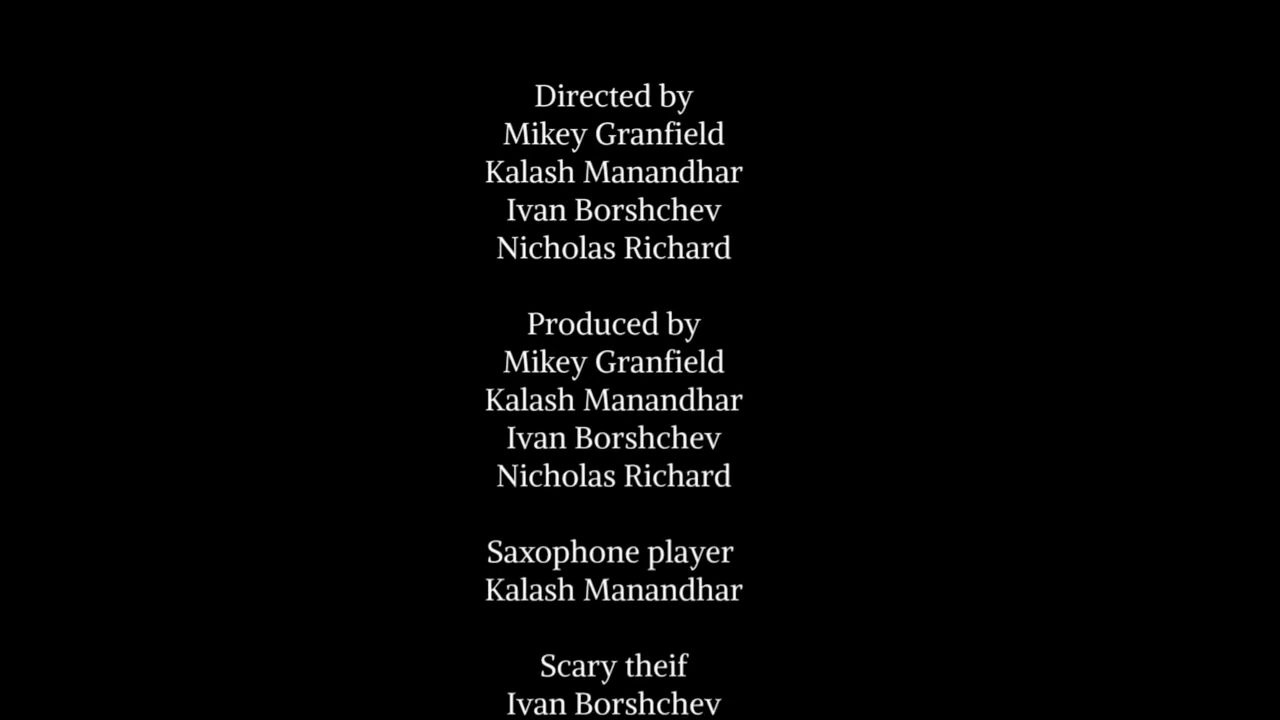 Directed by
Mikey Granfield
Kalash Manandhar
Ivan Borshchev
Nicholas Richard
Produced by
Mikey Granfield
Kalash Manandhar
Ivan Borshchev
Nicholas Richard
Saxophone player
Kalash Manandhar
Scary theif
Ivan Borshchev